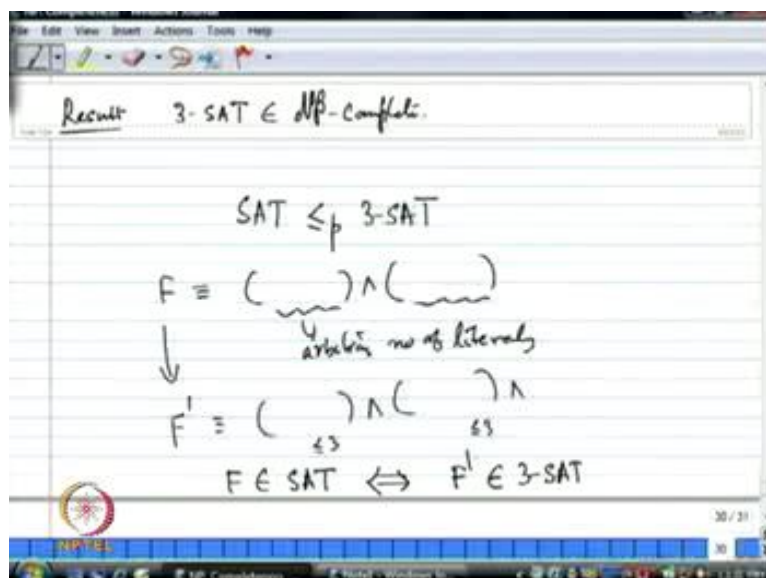 File Edit View Insert Actions Tools Help
Result 3-SAT ∈ NP-Complete.
SAT ≤p 3-SAT
F ≡ ( ) ∧ ( )
arbitrary no of literals
F' ≡ ( ≤3 ) ∧ ( ≤3 ) ∧
F ∈ SAT ⇔ F' ∈ 3-SAT
30 / 31
NPTEL
30